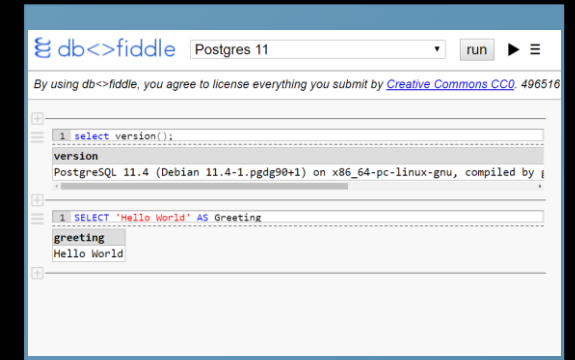 db<>fiddle Postgres 11 run
By using db<>fiddle, you agree to license everything you submit by Creative Commons CC0. 496516
1 select version();
version
PostgreSQL 11.4 (Debian 11.4-1.pgdg90+1) on x86_64-pc-linux-gnu, compiled by
1 SELECT 'Hello World' AS Greeting
greeting
Hello World